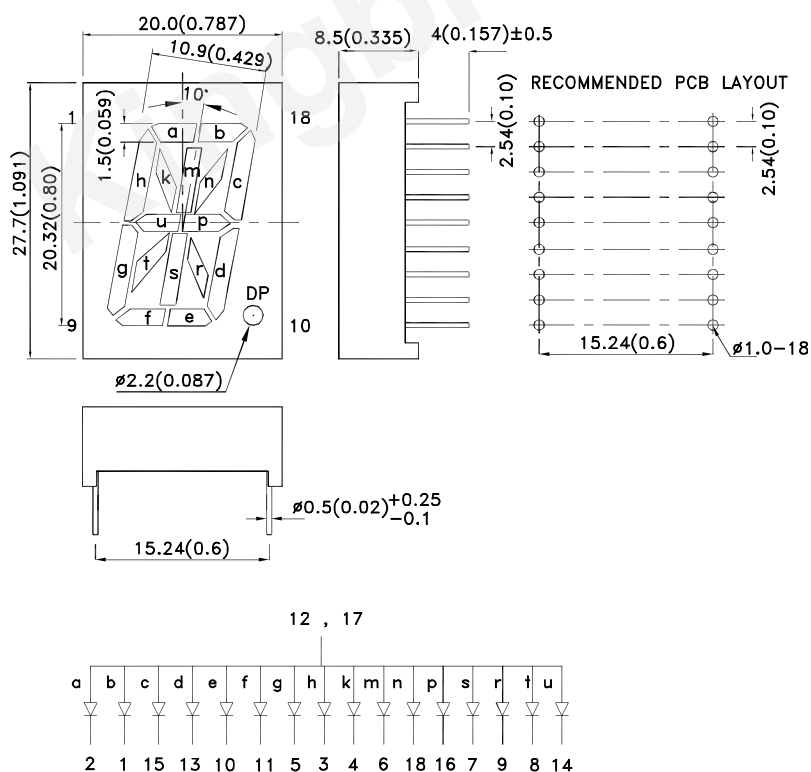 20.0(0.787)
10.9(0.429)
10°
1.5(0.059)
27.7(1.091)
20.32(0.80)
1
18
a b
h k m n c
u p
g t s r d
f e
DP
9
10
ø2.2(0.087)
8.5(0.335)
4(0.157)±0.5
2.54(0.10)
RECOMMENDED PCB LAYOUT
2.54(0.10)
15.24(0.6)
ø1.0-18
ø0.5(0.02)+0.25
-0.1
15.24(0.6)
12 , 17
a b c d e f g h k m n p s r t u
2 1 15 13 10 11 5 3 4 6 18 16 7 9 8 14